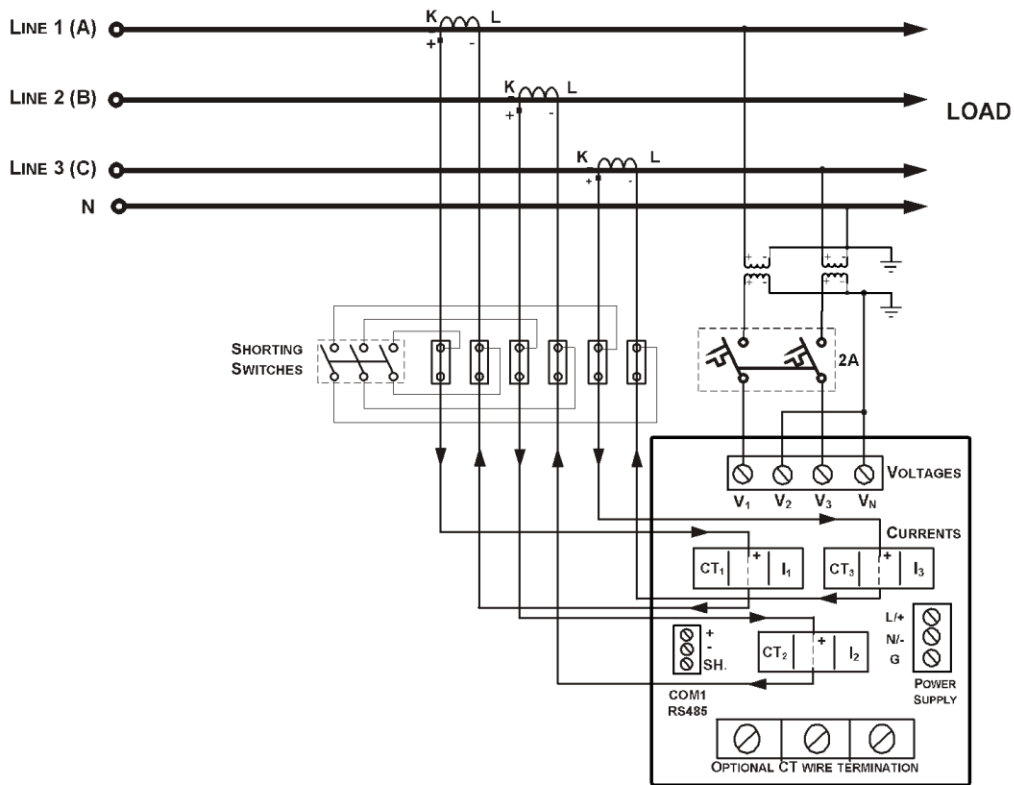 LINE 1 (A)
K
L
+
-
LINE 2 (B)
K
L
+
-
LOAD
LINE 3 (C)
K
L
+
-
N
+ -
+ -
+ -
+ -
SHORTING
SWITCHES
2A
VOLTAGES
V₁ V₂ V₃ VN
CURRENTS
CT₁ + I₁
CT₃ + I₃
CT₂ + I₂
+
-
SH.
COM1
RS485
L/+
N/-
G
POWER
SUPPLY
OPTIONAL CT WIRE TERMINATION